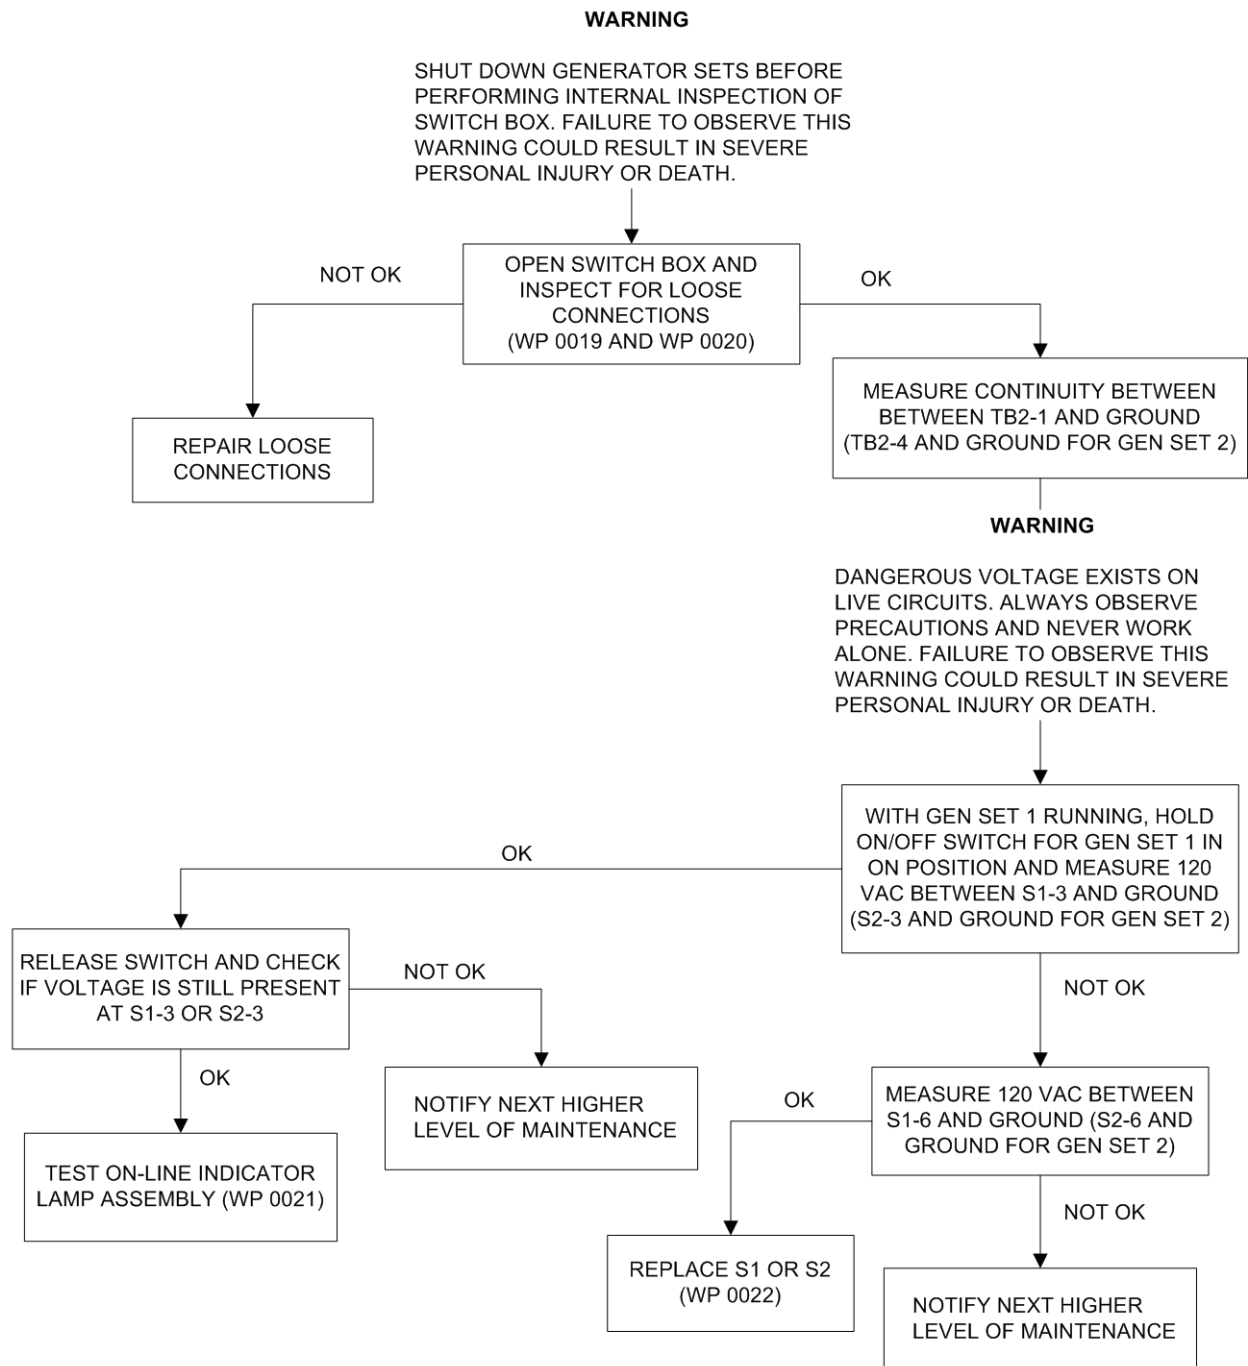 WARNING
SHUT DOWN GENERATOR SETS BEFORE
PERFORMING INTERNAL INSPECTION OF
SWITCH BOX. FAILURE TO OBSERVE THIS
WARNING COULD RESULT IN SEVERE
PERSONAL INJURY OR DEATH.
NOT OK
OPEN SWITCH BOX AND
INSPECT FOR LOOSE
CONNECTIONS
(WP 0019 AND WP 0020)
OK
REPAIR LOOSE
CONNECTIONS
MEASURE CONTINUITY BETWEEN
BETWEEN TB2-1 AND GROUND
(TB2-4 AND GROUND FOR GEN SET 2)
WARNING
DANGEROUS VOLTAGE EXISTS ON
LIVE CIRCUITS. ALWAYS OBSERVE
PRECAUTIONS AND NEVER WORK
ALONE. FAILURE TO OBSERVE THIS
WARNING COULD RESULT IN SEVERE
PERSONAL INJURY OR DEATH.
WITH GEN SET 1 RUNNING, HOLD
ON/OFF SWITCH FOR GEN SET 1 IN
ON POSITION AND MEASURE 120
VAC BETWEEN S1-3 AND GROUND
(S2-3 AND GROUND FOR GEN SET 2)
OK
RELEASE SWITCH AND CHECK
IF VOLTAGE IS STILL PRESENT
AT S1-3 OR S2-3
NOT OK
NOT OK
OK
NOTIFY NEXT HIGHER
LEVEL OF MAINTENANCE
OK
MEASURE 120 VAC BETWEEN
S1-6 AND GROUND (S2-6 AND
GROUND FOR GEN SET 2)
TEST ON-LINE INDICATOR
LAMP ASSEMBLY (WP 0021)
NOT OK
REPLACE S1 OR S2
(WP 0022)
NOTIFY NEXT HIGHER
LEVEL OF MAINTENANCE